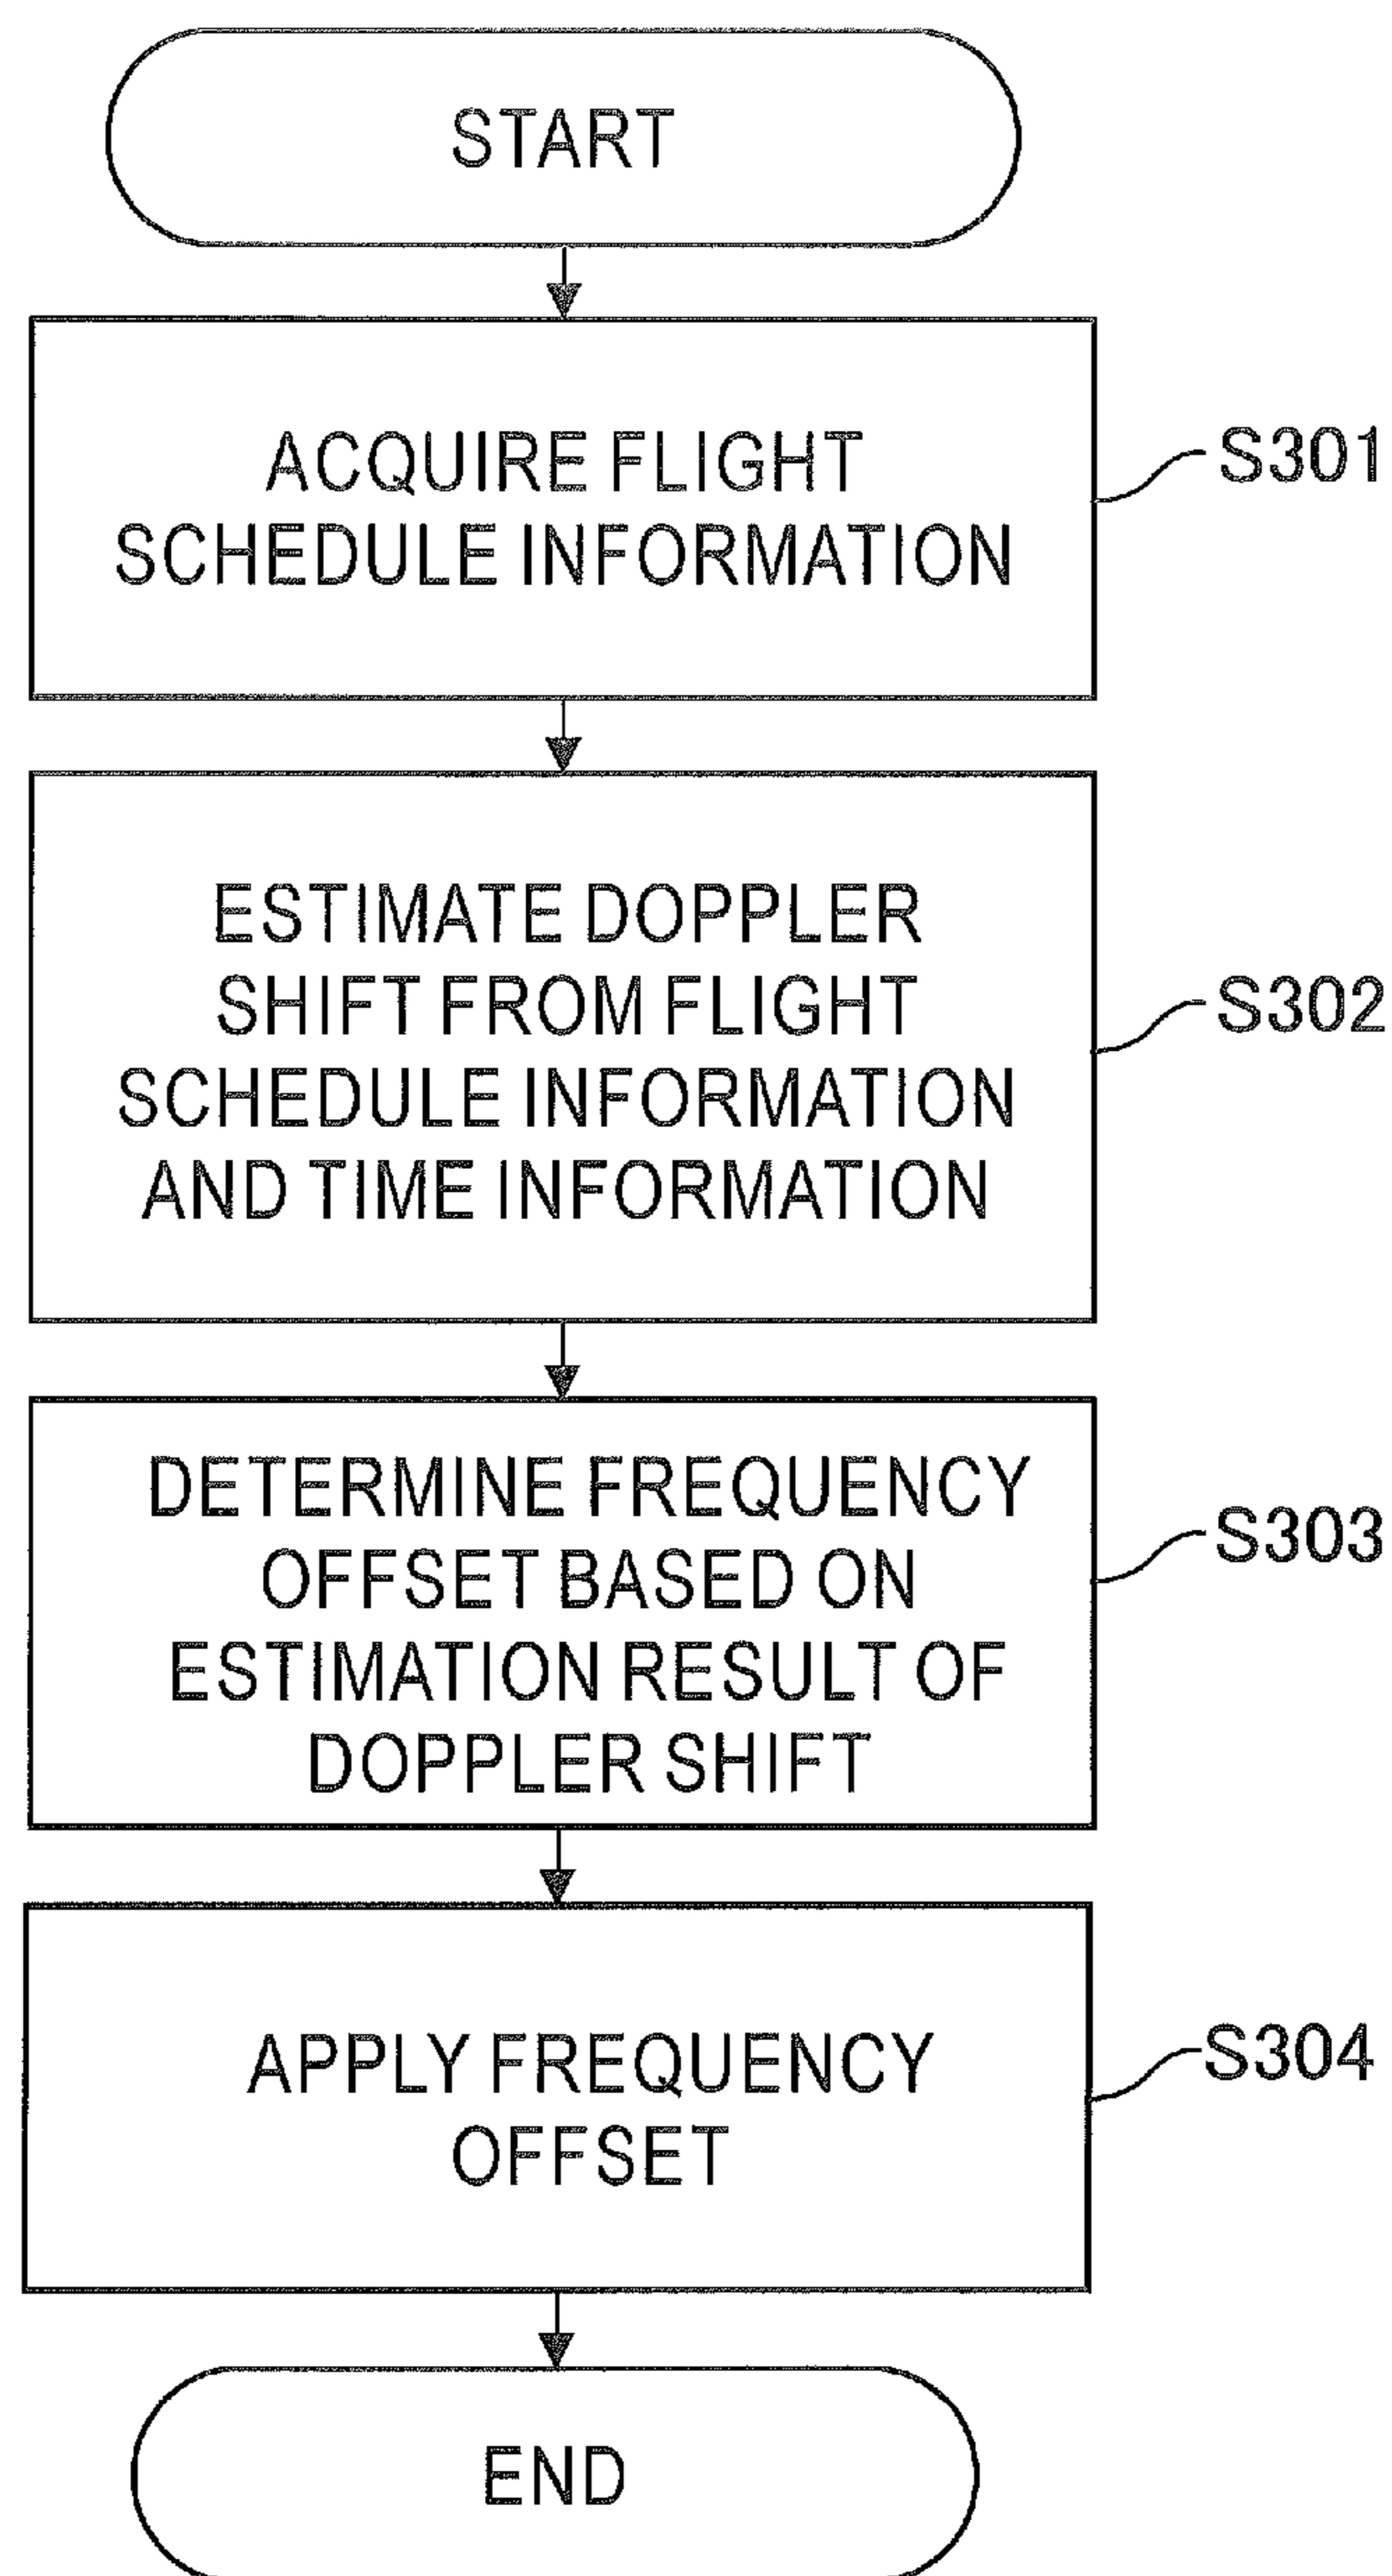 START
ACQUIRE FLIGHT
SCHEDULE INFORMATION
S301
ESTIMATE DOPPLER
SHIFT FROM FLIGHT
SCHEDULE INFORMATION
AND TIME INFORMATION
S302
DETERMINE FREQUENCY
OFFSET BASED ON
ESTIMATION RESULT OF
DOPPLER SHIFT
S303
APPLY FREQUENCY
OFFSET
S304
END